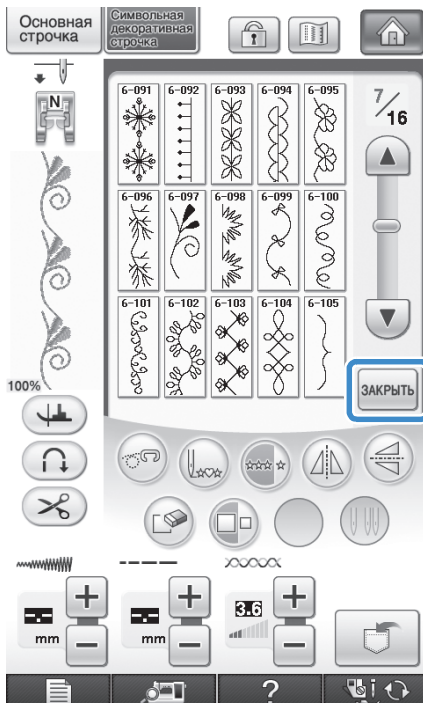 Основная
строчка
Символьная
декоративная
строчка
N
6-091 6-092 6-093 6-094 6-095
7/16
6-096 6-097 6-098 6-099 6-100
6-101 6-102 6-103 6-104 6-105
100%
ЗАКРЫТЬ
3.6
mm mm
?
i